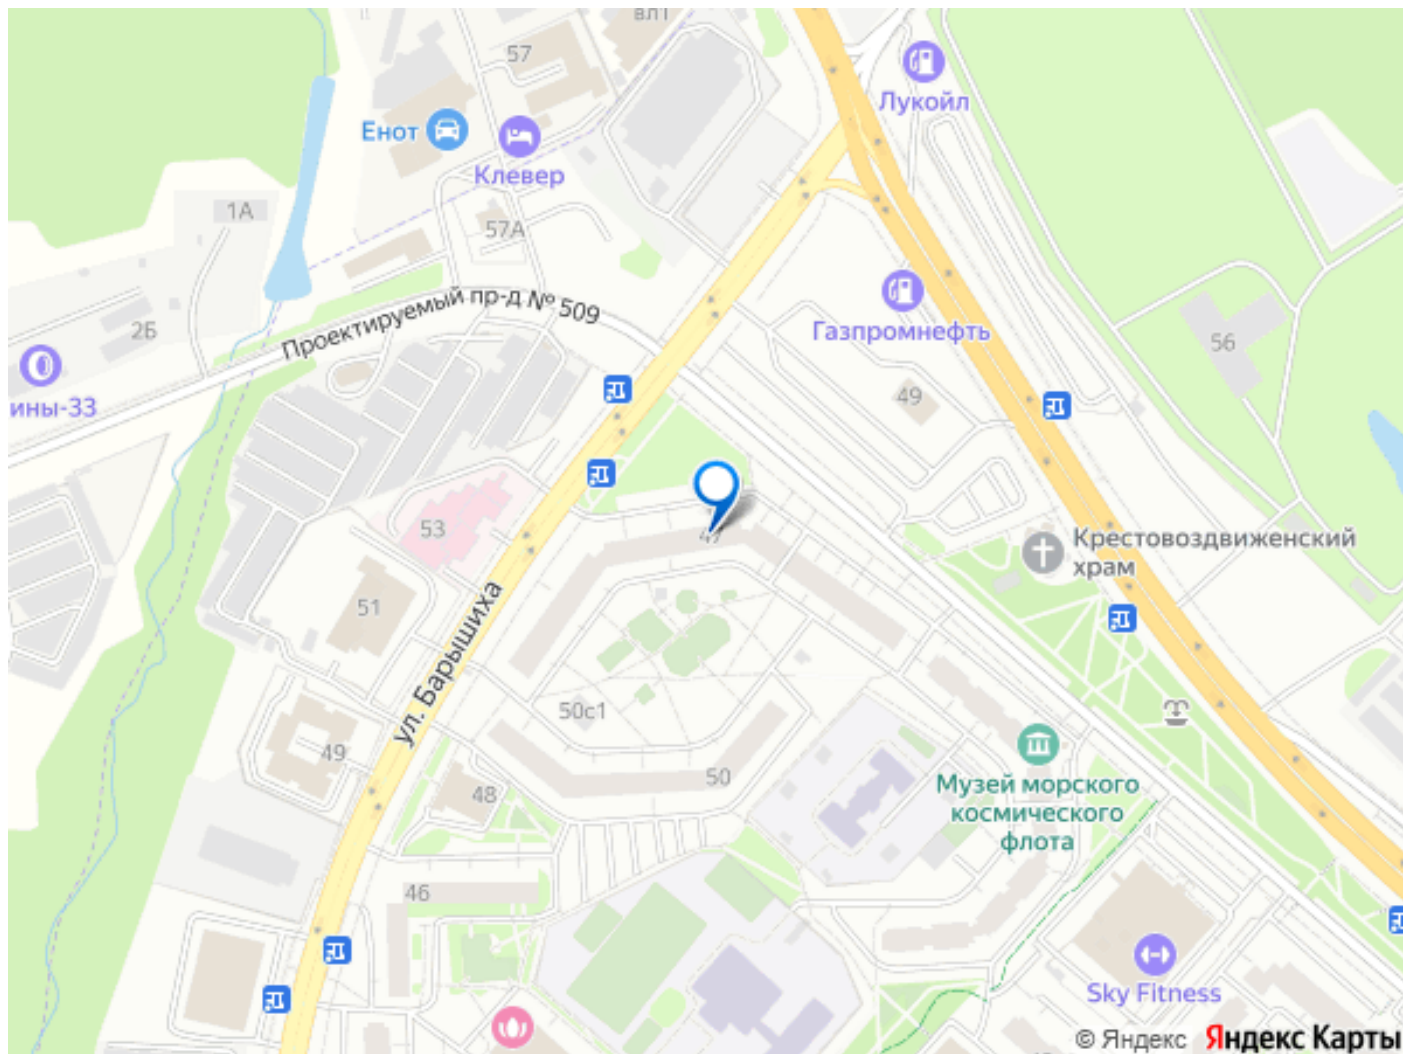 вл1
57
Лукойл
Енот
Клевер
1А
57А
Проектируемый пр-д № 509
2Б
Газпромнефть
56
ины-33
49
53
47
Крестовоздвиженский
храм
51
ул. Барышиха
50с1
49
50
48
Музей морского
космического
флота
46
Sky Fitness
© Яндекс Яндекс Карты